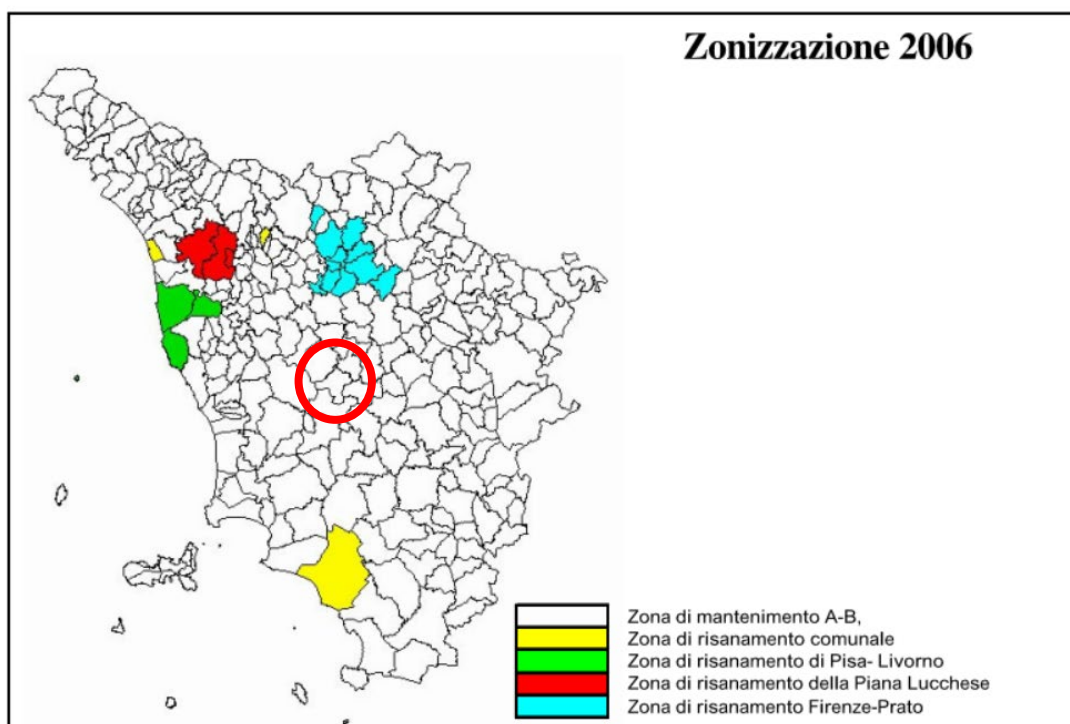 Zonizzazione 2006
Zona di mantenimento A-B,
Zona di risanamento comunale
Zona di risanamento di Pisa- Livorno
Zona di risanamento della Piana Lucchese
Zona di risanamento Firenze-Prato